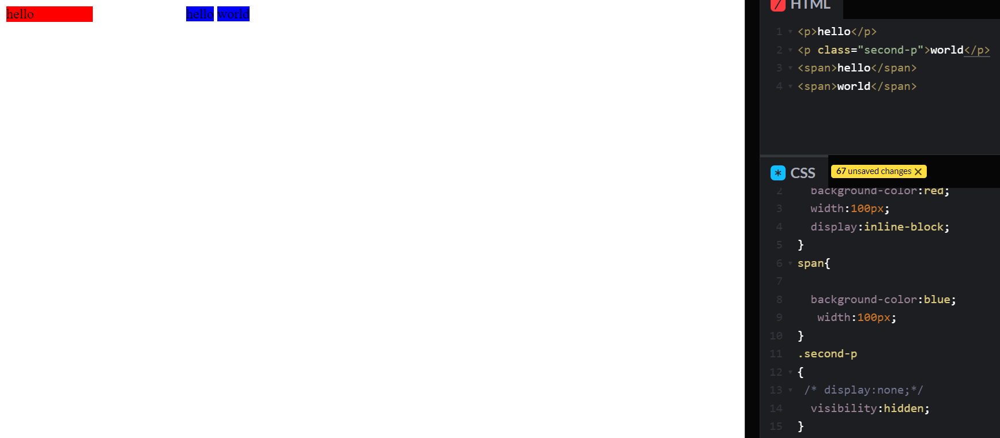 hello hello world
HTML
1 <p>hello</p>
2 <p class="second-p">world</p>
3 <span>hello</span>
4 <span>world</span>
* CSS 67 unsaved changes
2 background-color:red;
3 width:100px;
4 display:inline-block;
5 }
6 span{
7
8 background-color:blue;
9 width:100px;
10 }
11 .second-p
12 {
13 /* display:none;*/
14 visibility:hidden;
15 }